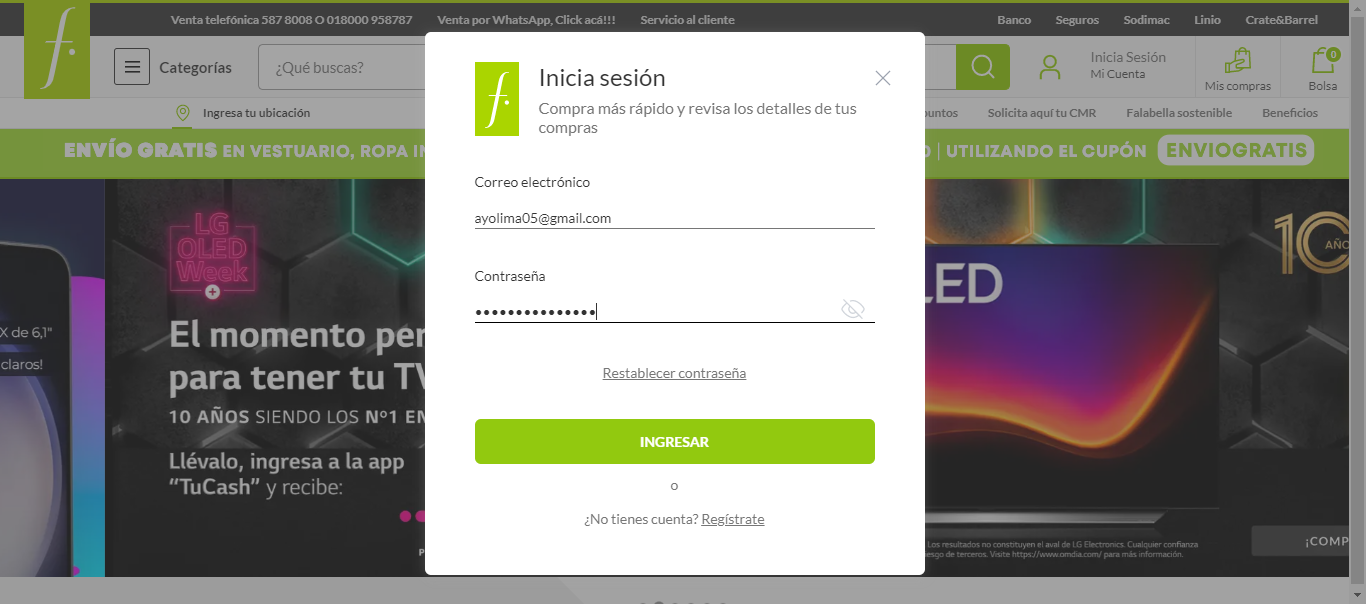 Venta telefónica 587 8008 O 018000 958787 Venta por WhatsApp, Click acá!!! Servicio al cliente Banco Seguros Sodimac Linio Crate&Barrel
f.
Categorías
¿Qué buscas?
Inicia Sesión
Mi Cuenta
Mis compras
0
Bolsa
Ingresa tu ubicación
Solicita aquí tu CMR Falabella sostenible Beneficios
ENVÍO GRATIS EN VESTUARIO, ROPA
| UTILIZANDO EL CUPÓN ENVIOGRATIS
f.
Inicia sesión
Compra más rápido y revisa los detalles de tus
compras
Correo electrónico
ayolima05@gmail.com
Contraseña
•••••••••••••••
Restablecer contraseña
INGRESAR
o
¿No tienes cuenta? Regístrate
X de 6,1"
claros!
LG
OLED
Week
+
El momento per
para tener tu TV
10 AÑOS SIENDO LOS Nº1 EN
Llévalo, ingresa a la app
“TuCash” y recibe:
LED
10 AÑO
Los resultados no constituyen el aval de LG Electronics. Cualquier confianza
esgo de terceros. Visite https://www.omdia.com/ para más información.
¡COMP